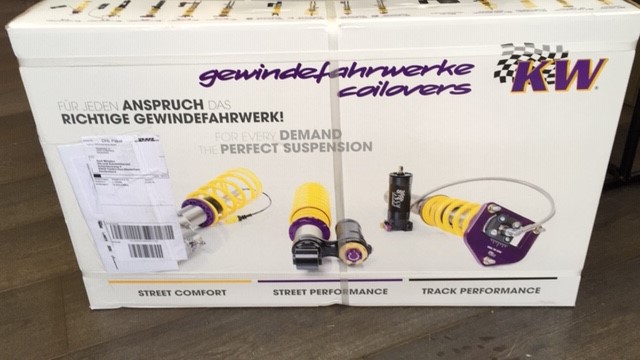 gewindefahrwerke
coilovers
KW
FÜR JEDEN ANSPRUCH DAS
RICHTIGE GEWINDEFAHRWERK!
FOR EVERY DEMAND
THE PERFECT SUSPENSION
STREET COMFORT
STREET PERFORMANCE
TRACK PERFORMANCE